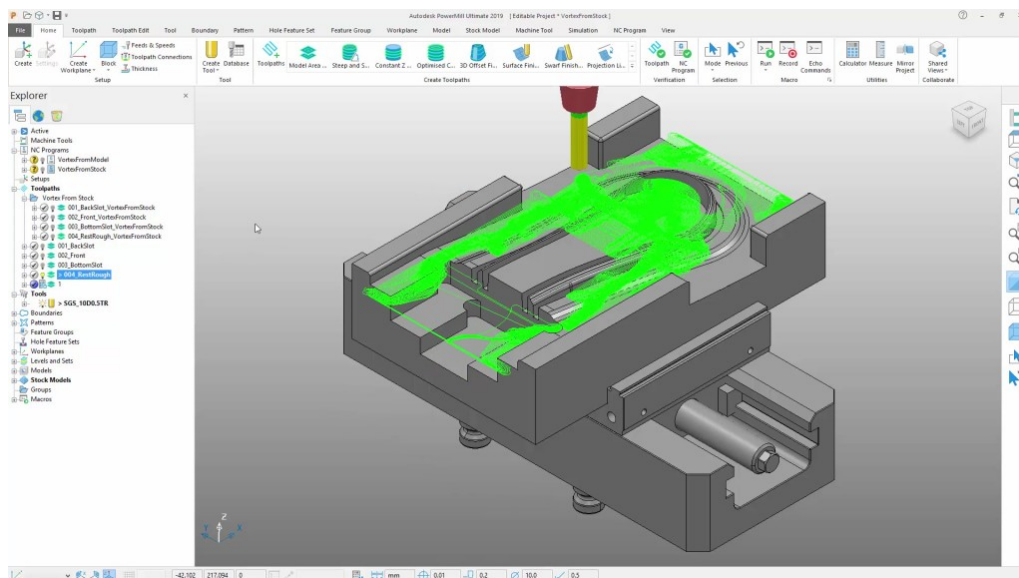 Autodesk PowerMill Ultimate 2019 [ Editable Project * VortexFromStock ]
File Home Toolpath Toolpath Edit Tool Boundary Pattern Hole Feature Set Feature Group Workplane Model Stock Model Machine Tool Simulation NC Program View
Feeds & Speeds
Toolpath Connections
Thickness
Create Settings Create Workplane Block Create Tool Database Toolpaths Model Area ... Steep and S... Constant Z ... Optimised C... 3D Offset Fi... Surface Fini... Swarf Finish... Projection Li... Toolpath NC Program Mode Previous Run Record Echo Commands Calculator Measure Mirror Project Shared Views
Setup Tool Create Toolpaths Verification Selection Macro Utilities Collaborate
Explorer
Active
Machine Tools
NC Programs
VortexFromModel
VortexFromStock
Setups
Toolpaths
Vortex From Stock
001_BackSlot_VortexFromStock
002_Front_VortexFromStock
003_BottomSlot_VortexFromStock
004_RestRough_VortexFromStock
001_BackSlot
002_Front
003_BottomSlot
> 004_RestRough
1
Tools
> SGS_10D0.5TR
Boundaries
Patterns
Feature Groups
Hole Feature Sets
Workplanes
Levels and Sets
Models
Stock Models
Groups
Macros
Z
Y X
-42.102 217.094 0 mm 0.01 0.2 10.0 0.5